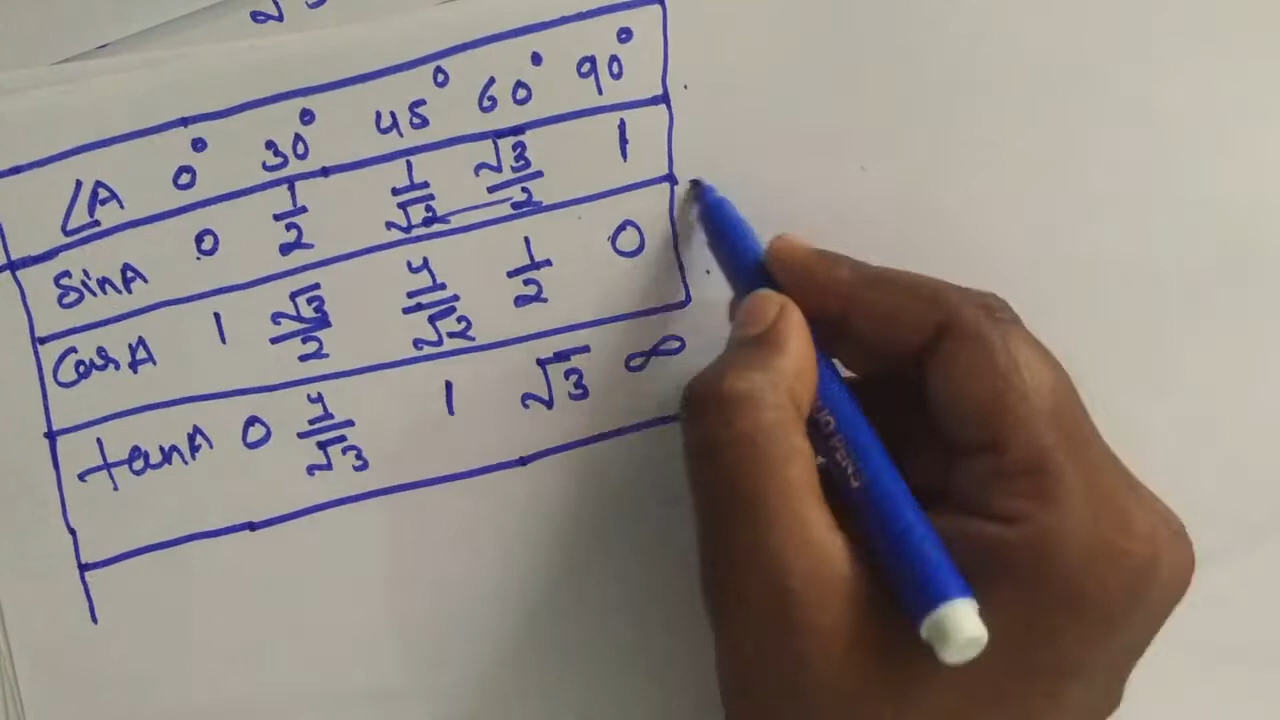 ∠A 0° 30° 45° 60° 90°
sinA 0 1/2 1/√2 √3/2 1
cosA 1 √3/2 1/√2 1/2 0
tanA 0 1/√3 1 √3 ∞
PENS